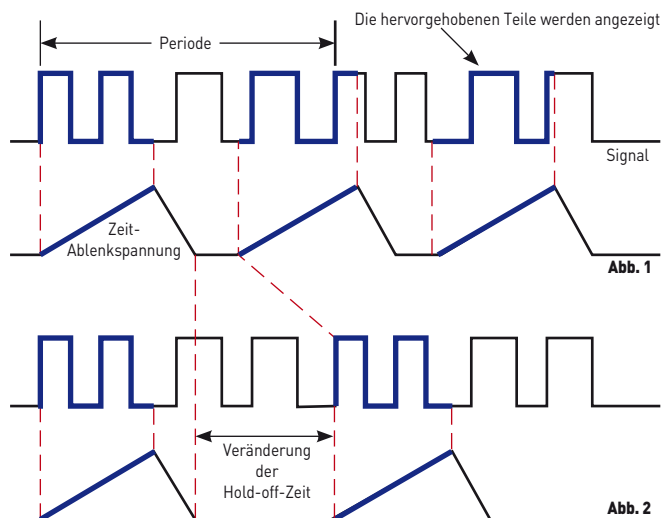 Die hervorgehobenen Teile werden angezeigt
Periode
Signal
Zeit-
Ablenkspannung
Abb. 1
Veränderung
der
Hold-off-Zeit
Abb. 2